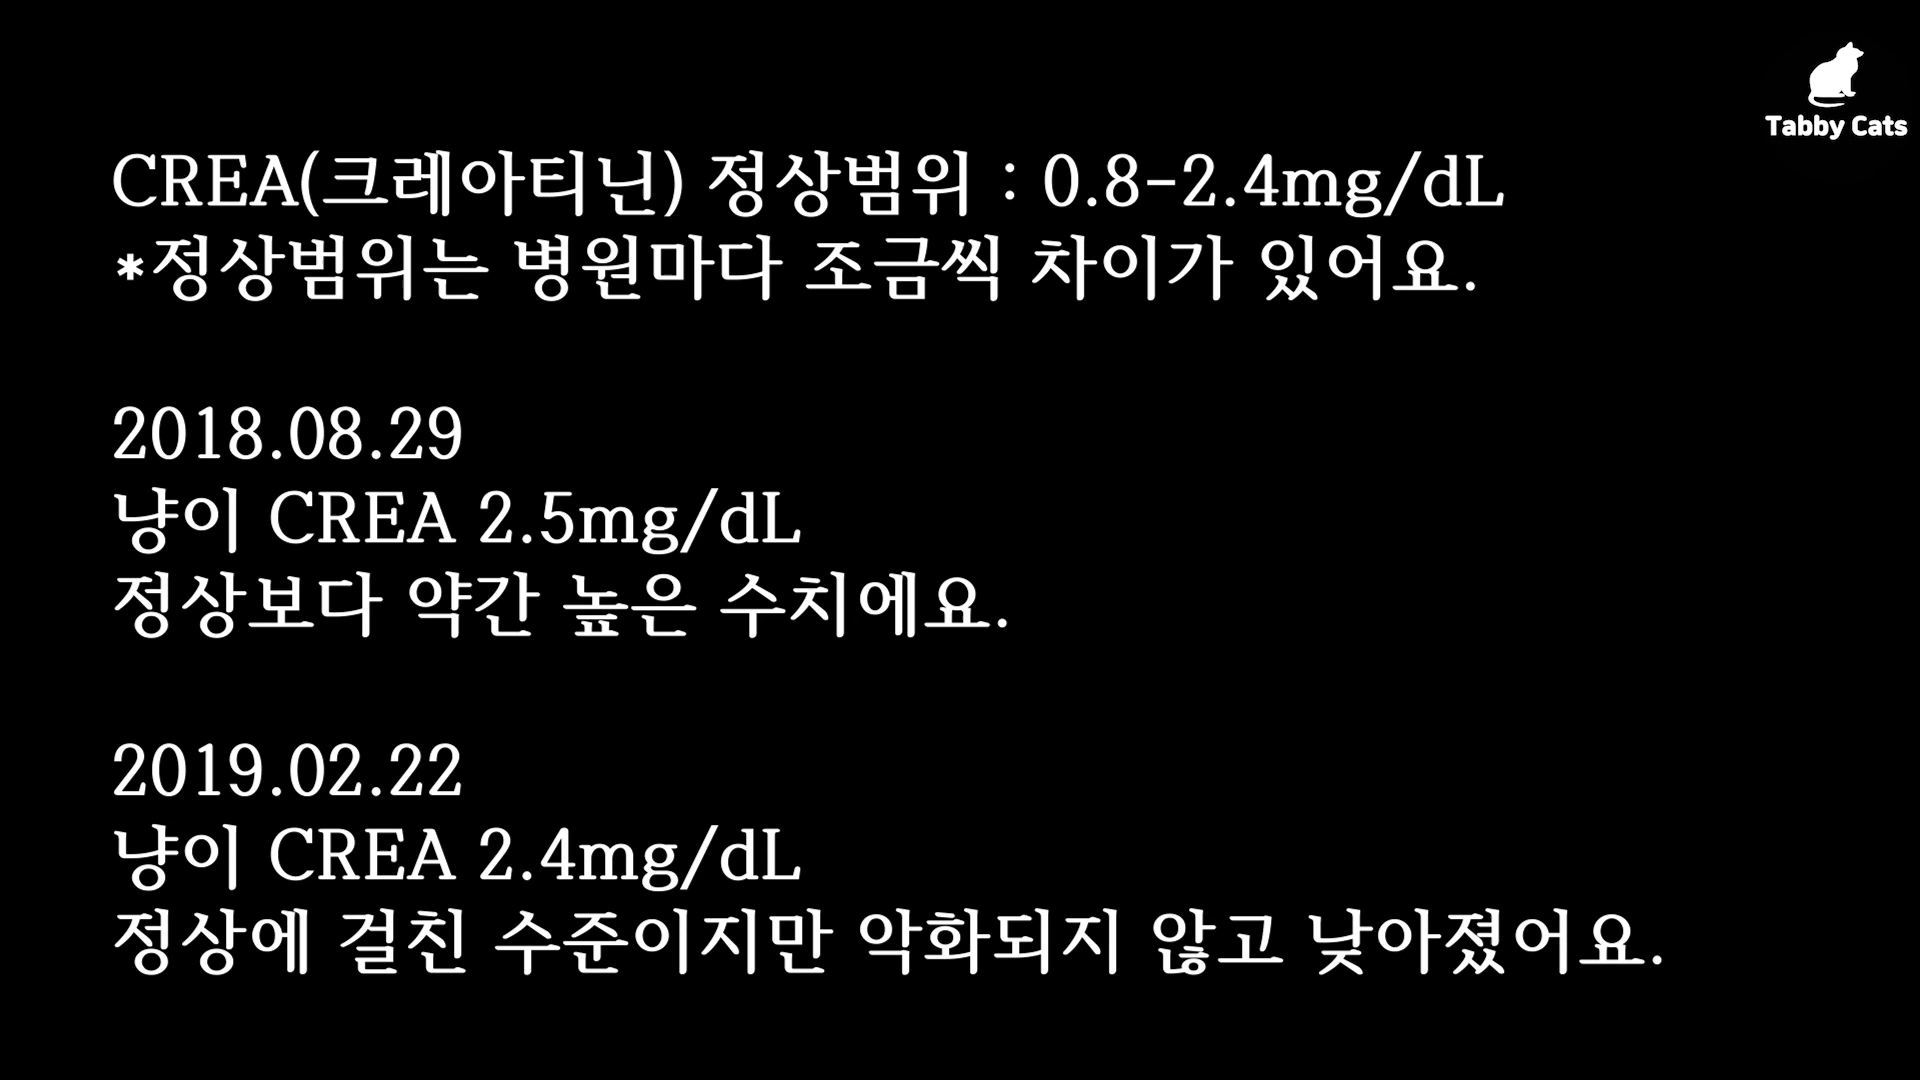 Tabby Cats
CREA(크레아티닌) 정상범위 : 0.8-2.4mg/dL
*정상범위는 병원마다 조금씩 차이가 있어요.
2018.08.29
냥이 CREA 2.5mg/dL
정상보다 약간 높은 수치에요.
2019.02.22
냥이 CREA 2.4mg/dL
정상에 걸친 수준이지만 악화되지 않고 낮아졌어요.